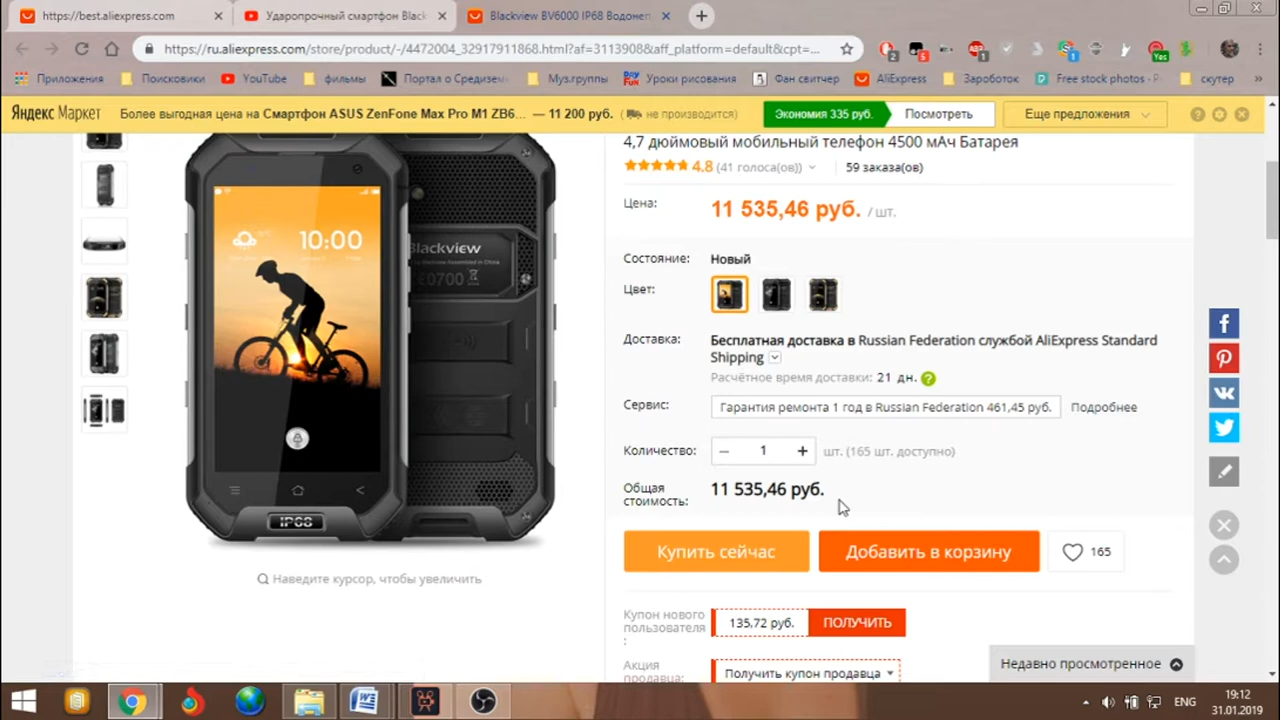 https://best.aliexpress.com
Ударопрочный смартфон Black
Blackview BV6000 IP68 Водонеп
https://ru.aliexpress.com/store/product/-/4472004_32917911868.html?af=3113908&aff_platform=default&cpt=...
Приложения
Поисковики
YouTube
фильмы
Портал о Средизем
Муз.группы
Уроки рисования
Фан свитчер
AliExpress
Зароботок
Free stock photos - P
скутер
Яндекс Маркет
Более выгодная цена на Смартфон ASUS ZenFone Max Pro M1 ZB6... — 11 200 руб. (не производится)
Экономия 335 руб.
Посмотреть
Еще предложения
4,7 дюймовый мобильный телефон 4500 мАч Батарея
4.8 (41 голоса(ов))
59 заказа(ов)
Цена:
11 535,46 руб. / шт.
Состояние:
Новый
Цвет:
Доставка:
Бесплатная доставка в Russian Federation службой AliExpress Standard
Shipping
Расчётное время доставки: 21 дн.
Сервис:
Гарантия ремонта 1 год в Russian Federation 461,45 руб.
Подробнее
Количество:
1
шт. (165 шт. доступно)
Общая
стоимость:
11 535,46 руб.
Купить сейчас
Добавить в корзину
165
Купон нового
пользователя
:
135,72 руб.
ПОЛУЧИТЬ
Акция
продавца:
Получить купон продавца
10:00
Blackview
CE0700
IP68
Наведите курсор, чтобы увеличить
Недавно просмотренное
ENG
19:12
31.01.2019